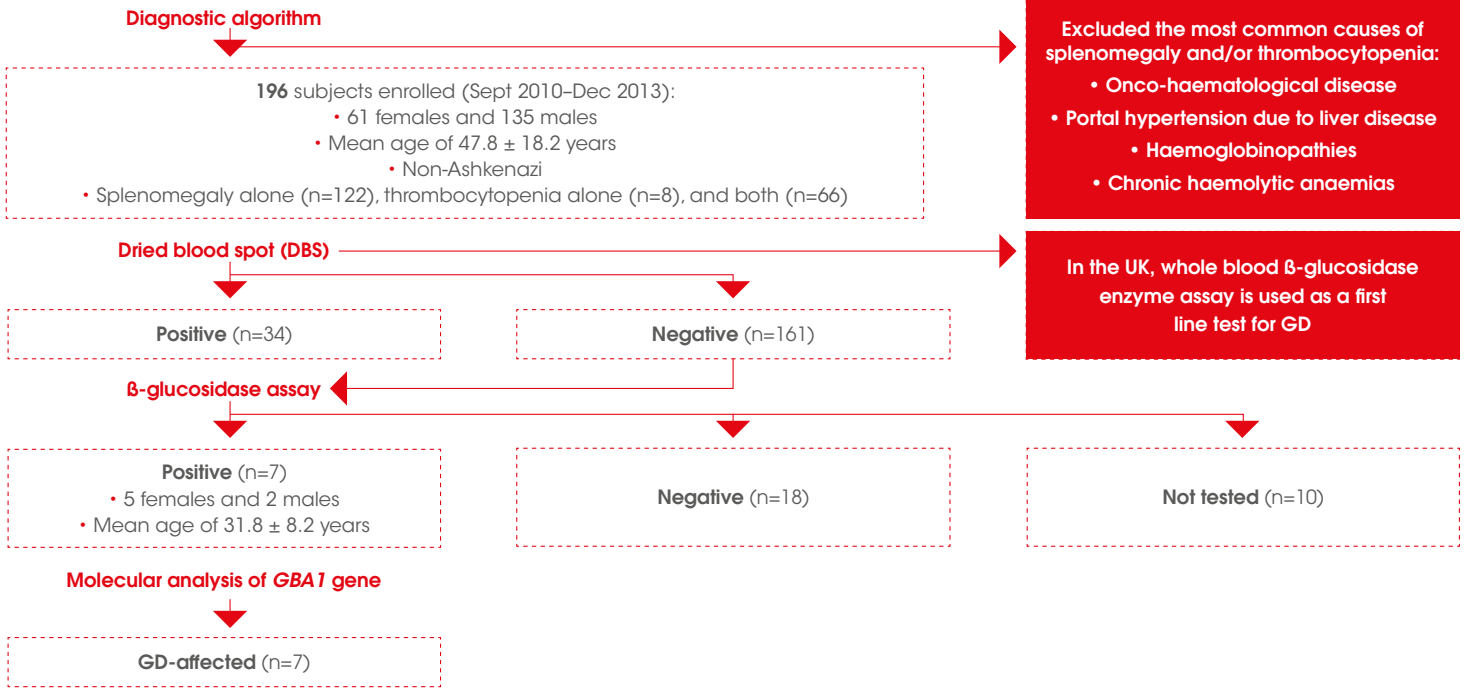 Diagnostic algorithm
196 subjects enrolled (Sept 2010–Dec 2013):
• 61 females and 135 males
• Mean age of 47.8 ± 18.2 years
• Non-Ashkenazi
• Splenomegaly alone (n=122), thrombocytopenia alone (n=8), and both (n=66)
Excluded the most common causes of
splenomegaly and/or thrombocytopenia:
• Onco-haematological disease
• Portal hypertension due to liver disease
• Haemoglobinopathies
• Chronic haemolytic anaemias
Dried blood spot (DBS)
In the UK, whole blood ß-glucosidase
enzyme assay is used as a first
line test for GD
Positive (n=34)
Negative (n=161)
ß-glucosidase assay
Positive (n=7)
• 5 females and 2 males
• Mean age of 31.8 ± 8.2 years
Negative (n=18)
Not tested (n=10)
Molecular analysis of GBA1 gene
GD-affected (n=7)